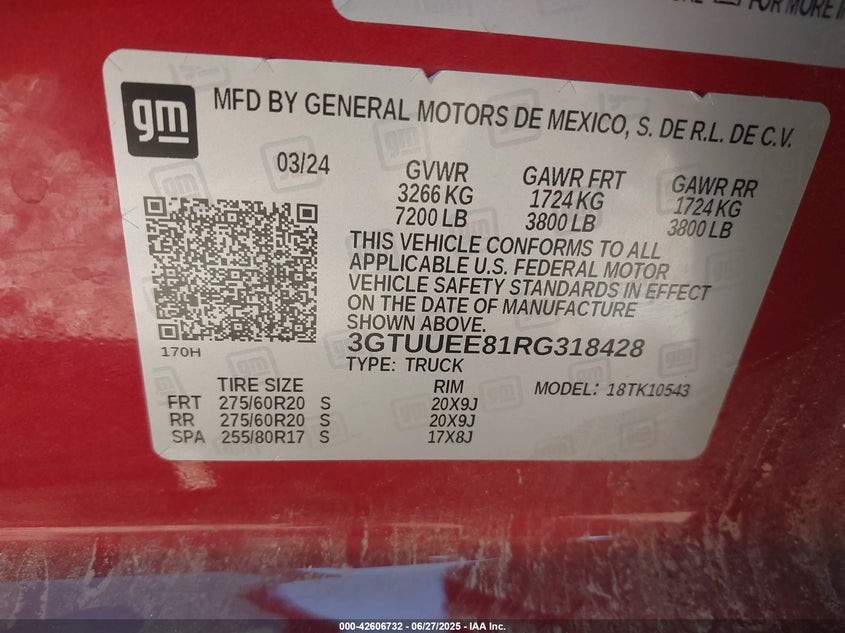 FOR MORE
gm
MFD BY GENERAL MOTORS DE MEXICO, S. DE R.L. DE C.V.
03/24
GVWR
3266 KG
7200 LB
GAWR FRT
1724 KG
3800 LB
GAWR RR
1724 KG
3800 LB
THIS VEHICLE CONFORMS TO ALL
APPLICABLE U.S. FEDERAL MOTOR
VEHICLE SAFETY STANDARDS IN EFFECT
ON THE DATE OF MANUFACTURE
SHOWN ABOVE.
170H
3GTUUEE81RG318428
TYPE: TRUCK
MODEL: 18TK10543
TIRE SIZE RIM
FRT 275/60R20 S 20X9J
RR 275/60R20 S 20X9J
SPA 255/80R17 S 17X8J
000-42606732 - 06/27/2025 - IAA Inc.